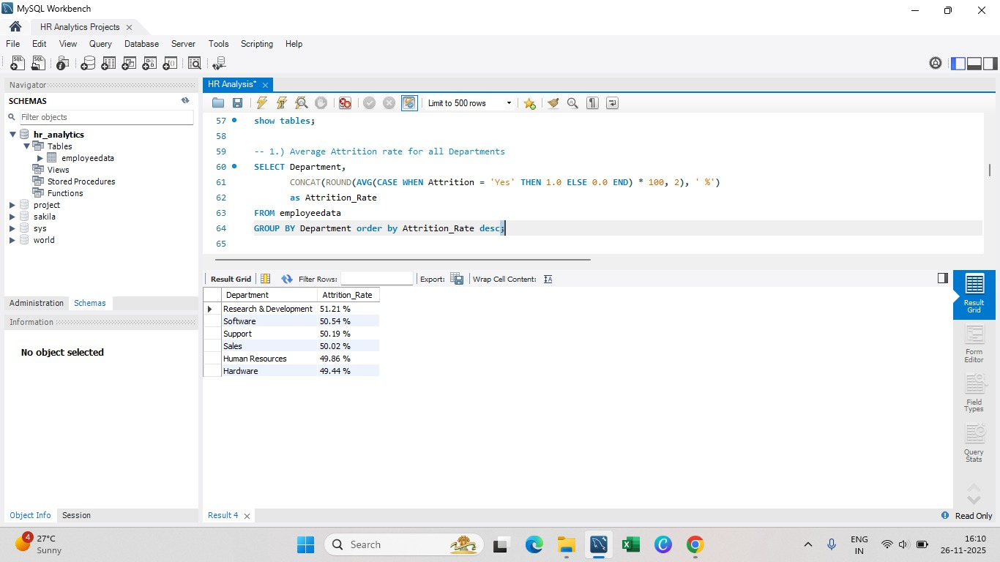 MySQL Workbench
HR Analytics Projects
File Edit View Query Database Server Tools Scripting Help
Navigator
SCHEMAS
Filter objects
hr_analytics
Tables
employeedata
Views
Stored Procedures
Functions
project
sakila
sys
world
Administration Schemas
Information
No object selected
Object Info Session
HR Analysis*
Limit to 500 rows
57 show tables;
58
59 -- 1.) Average Attrition rate for all Departments
60 SELECT Department,
61 CONCAT(ROUND(AVG(CASE WHEN Attrition = 'Yes' THEN 1.0 ELSE 0.0 END) * 100, 2), ' %')
62 as Attrition_Rate
63 FROM employeedata
64 GROUP BY Department order by Attrition_Rate desc;
65
Result Grid Filter Rows: Export: Wrap Cell Content:
Department Attrition_Rate
Research & Development 51.21 %
Software 50.54 %
Support 50.19 %
Sales 50.02 %
Human Resources 49.86 %
Hardware 49.44 %
Result
Grid
Form
Editor
Field
Types
Query
Stats
Result 4
Read Only
4
27°C
Sunny
Search
ENG
IN
16:10
26-11-2025